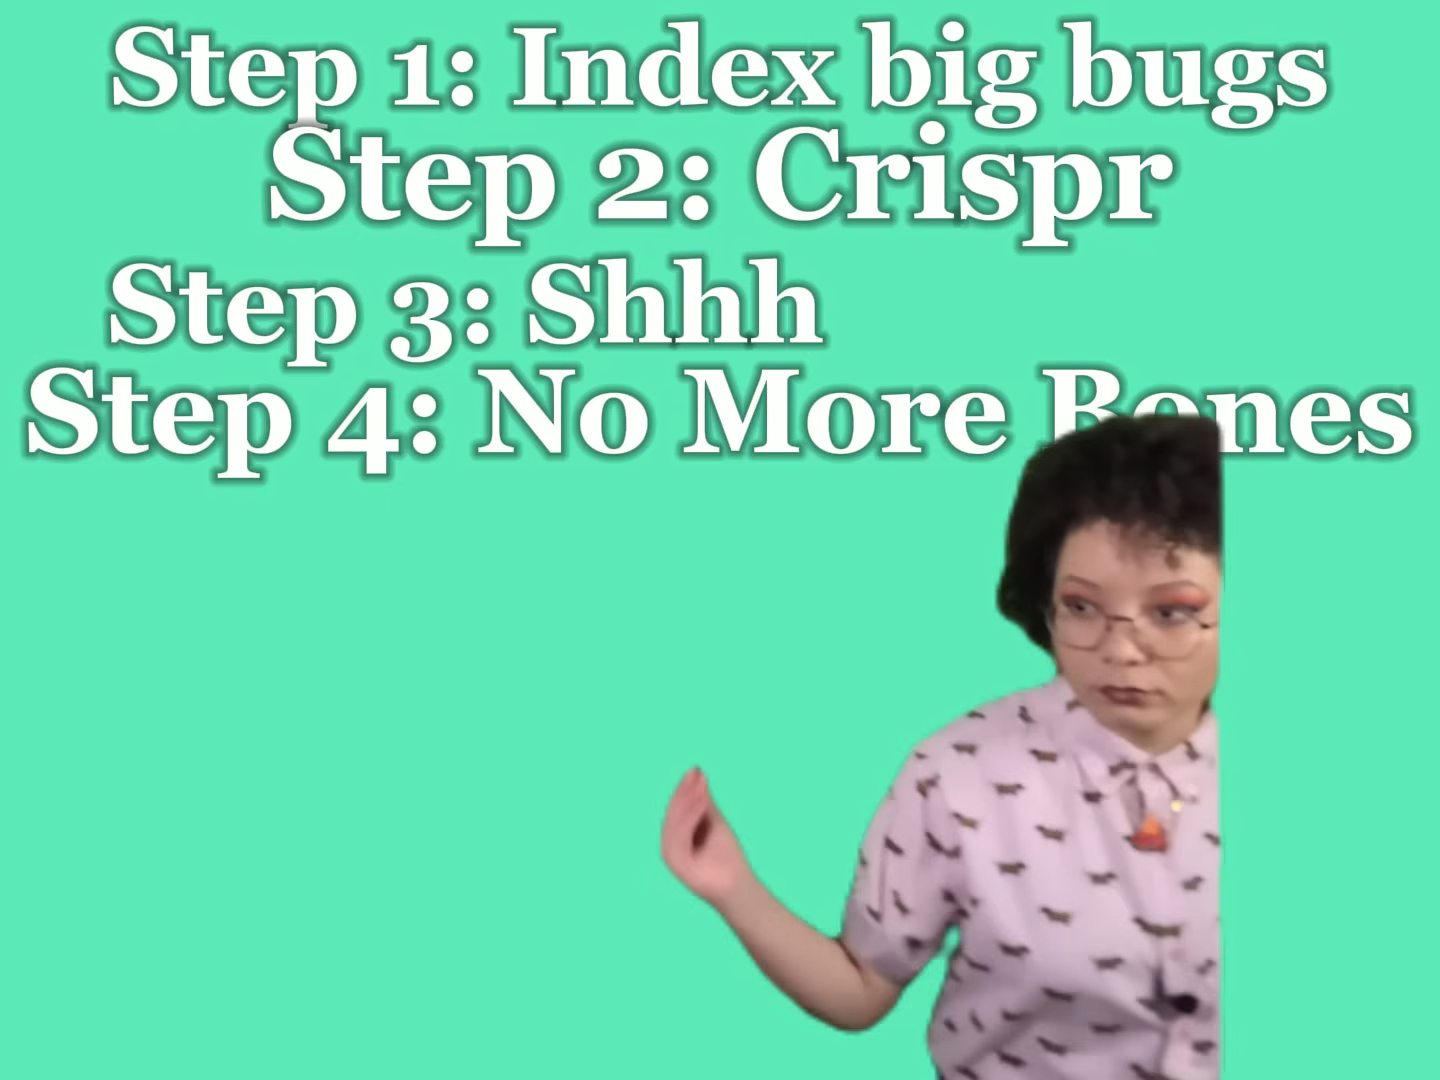 Step 1: Index big bugs
Step 2: Crispr
Step 3: Shhh
Step 4: No More Bones